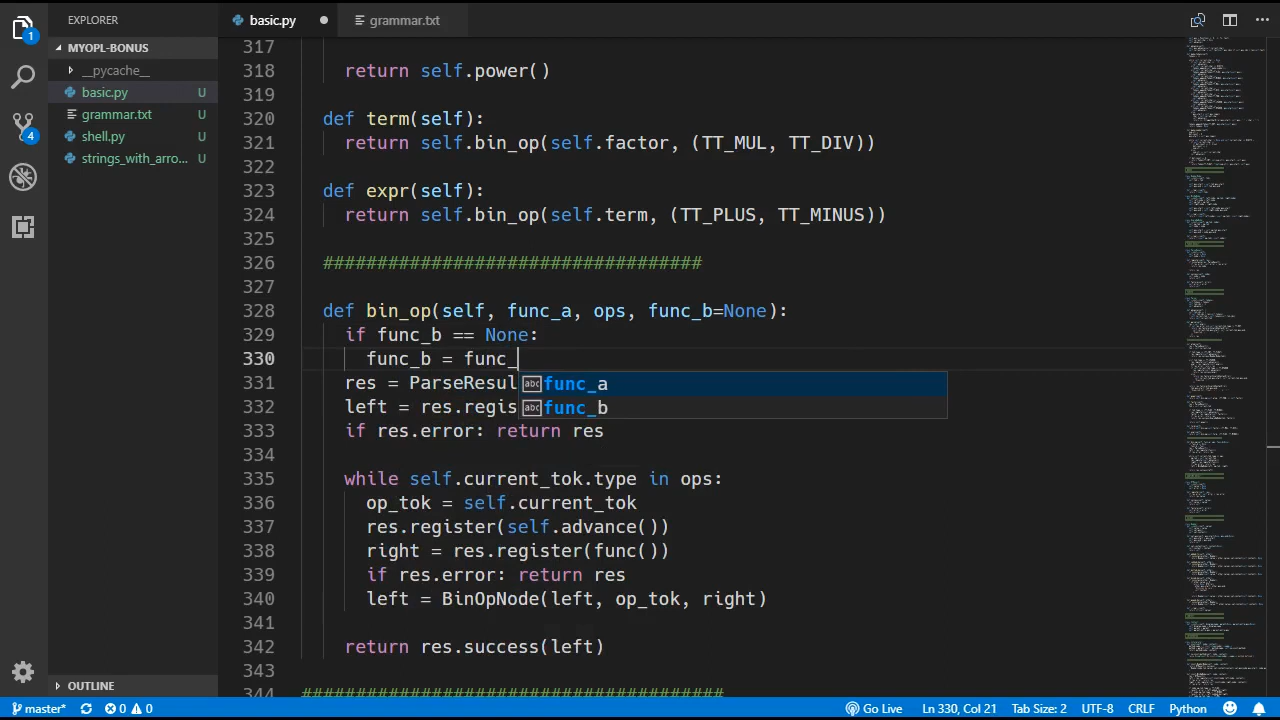 EXPLORER
basic.py
grammar.txt
MYOPL-BONUS
__pycache__
basic.py U
grammar.txt U
shell.py U
strings_with_arro... U
OUTLINE
1
4
317
318 return self.power()
319
320 def term(self):
321 return self.bin_op(self.factor, (TT_MUL, TT_DIV))
322
323 def expr(self):
324 return self.bin_op(self.term, (TT_PLUS, TT_MINUS))
325
326 ###################################
327
328 def bin_op(self, func_a, ops, func_b=None):
329 if func_b == None:
330 func_b = func_
331 res = ParseResul
func_a
332 left = res.regis
func_b
333 if res.error: return res
334
335 while self.current_tok.type in ops:
336 op_tok = self.current_tok
337 res.register(self.advance())
338 right = res.register(func())
339 if res.error: return res
340 left = BinOpNode(left, op_tok, right)
341
342 return res.success(left)
343
344 #######################################
master* 0 0 Go Live Ln 330, Col 21 Tab Size: 2 UTF-8 CRLF Python